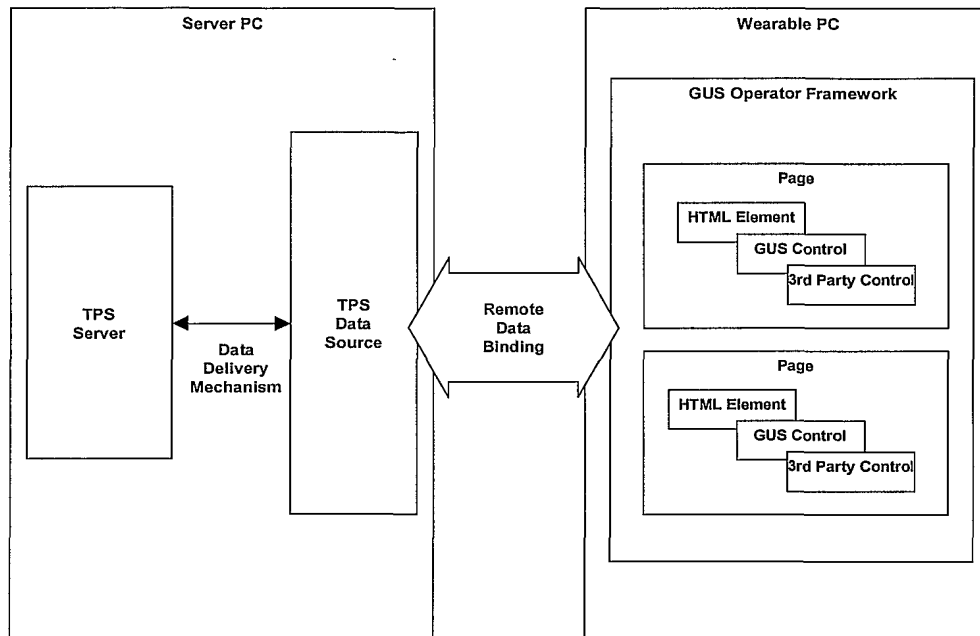 Server PC
TPS
Server
Data
Delivery
Mechanism
TPS
Data
Source
Remote
Data
Binding
Wearable PC
GUS Operator Framework
Page
HTML Element
GUS Control
3rd Party Control
Page
HTML Element
GUS Control
3rd Party Control